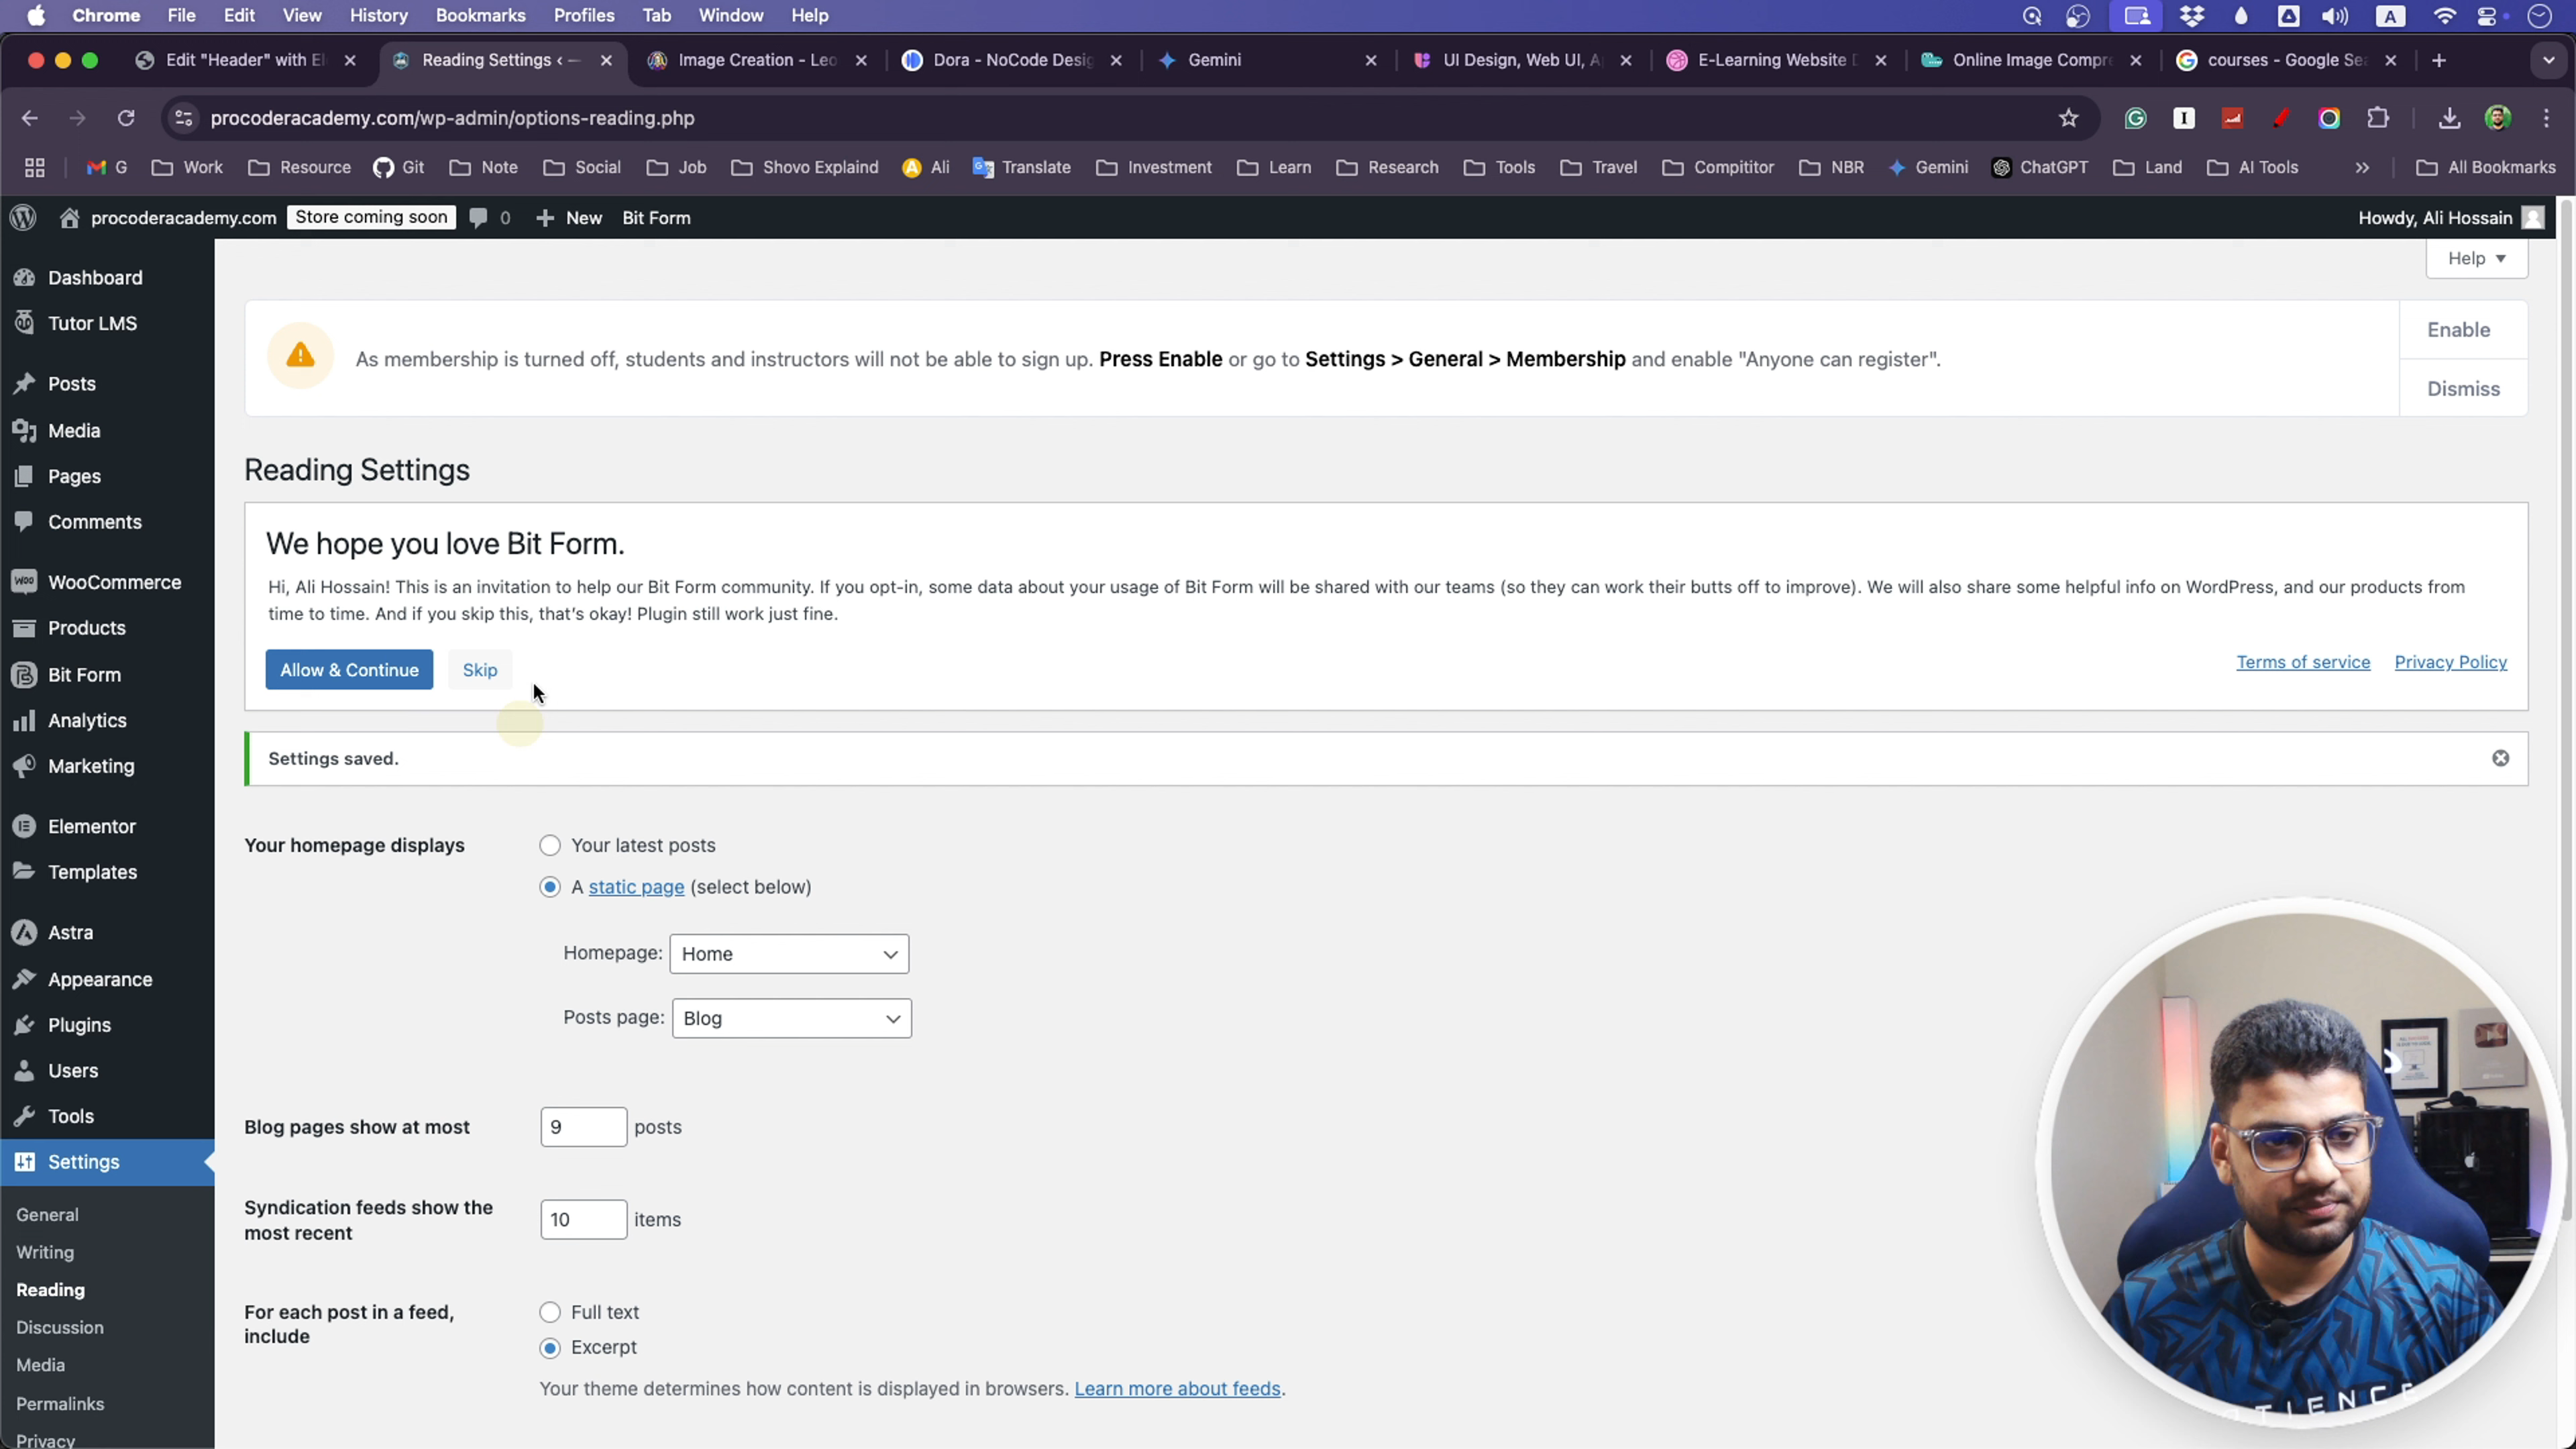 Chrome File Edit View History Bookmarks Profiles Tab Window Help
Edit "Header" with El
Reading Settings ‹ —
Image Creation - Leo
Dora - NoCode Desig
Gemini
UI Design, Web UI, A
E-Learning Website D
Online Image Compr
courses - Google Sea
procoderacademy.com/wp-admin/options-reading.php
G Work Resource Git Note Social Job Shovo Explaind Ali Translate Investment Learn Research Tools Travel Compititor NBR Gemini ChatGPT Land AI Tools » All Bookmarks
procoderacademy.com Store coming soon 0 New Bit Form Howdy, Ali Hossain
Help
Dashboard
Tutor LMS
Posts
Media
Pages
Comments
WooCommerce
Products
Bit Form
Analytics
Marketing
Elementor
Templates
Astra
Appearance
Plugins
Users
Tools
Settings
General
Writing
Reading
Discussion
Media
Permalinks
Privacy
As membership is turned off, students and instructors will not be able to sign up. Press Enable or go to Settings > General > Membership and enable "Anyone can register".
Enable
Dismiss
Reading Settings
We hope you love Bit Form.
Hi, Ali Hossain! This is an invitation to help our Bit Form community. If you opt-in, some data about your usage of Bit Form will be shared with our teams (so they can work their butts off to improve). We will also share some helpful info on WordPress, and our products from
time to time. And if you skip this, that's okay! Plugin still work just fine.
Allow & Continue Skip Terms of service Privacy Policy
Settings saved.
Your homepage displays
Your latest posts
A static page (select below)
Homepage: Home
Posts page: Blog
Blog pages show at most 9 posts
Syndication feeds show the
most recent
10 items
For each post in a feed,
include
Full text
Excerpt
Your theme determines how content is displayed in browsers. Learn more about feeds.